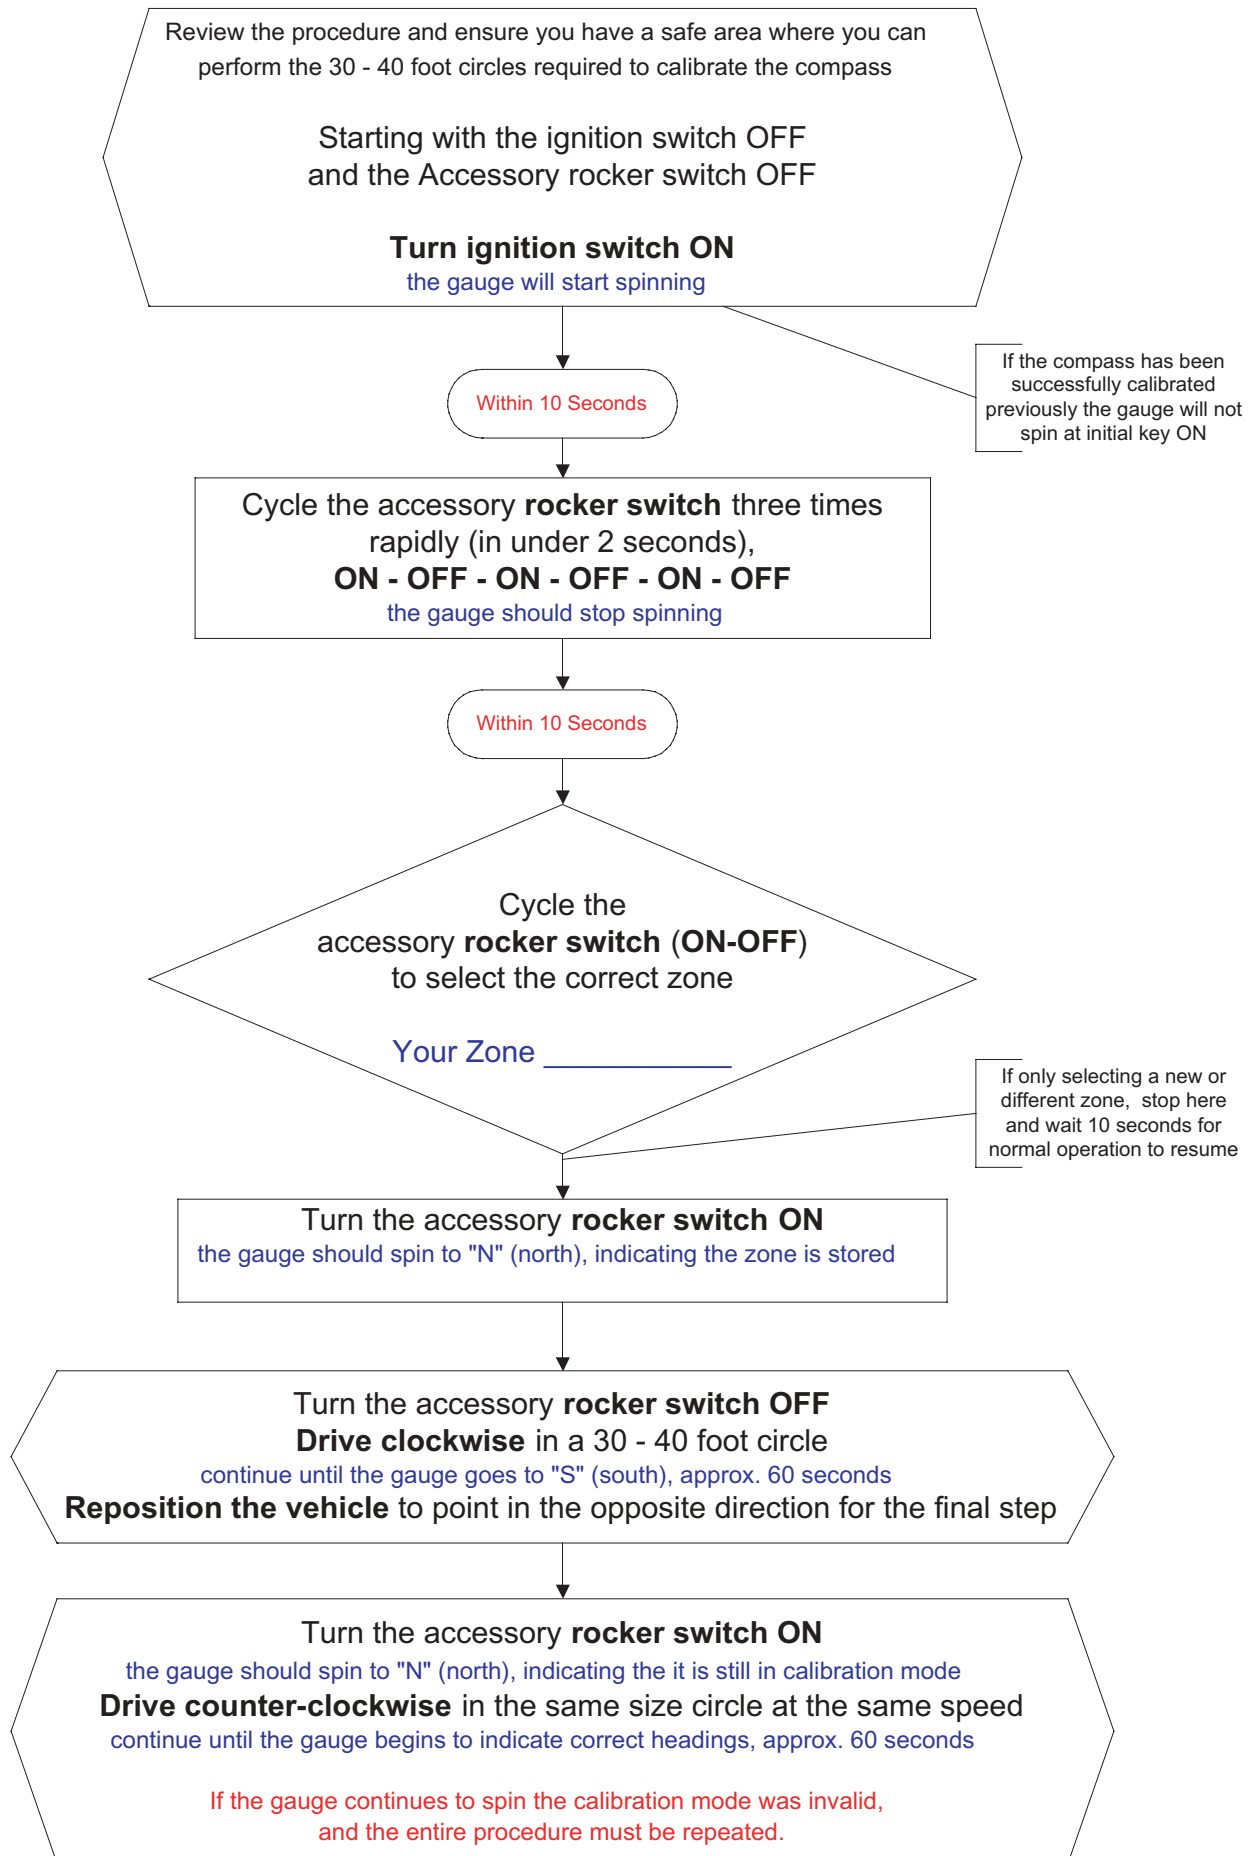 Review the procedure and ensure you have a safe area where you can
perform the 30 - 40 foot circles required to calibrate the compass
Starting with the ignition switch OFF
and the Accessory rocker switch OFF
Turn ignition switch ON
the gauge will start spinning
If the compass has been
successfully calibrated
previously the gauge will not
spin at initial key ON
Within 10 Seconds
Cycle the accessory rocker switch three times
rapidly (in under 2 seconds),
ON - OFF - ON - OFF - ON - OFF
the gauge should stop spinning
Within 10 Seconds
Cycle the
accessory rocker switch (ON-OFF)
to select the correct zone
Your Zone ___________
If only selecting a new or
different zone,  stop here
and wait 10 seconds for
normal operation to resume
Turn the accessory rocker switch ON
the gauge should spin to "N" (north), indicating the zone is stored
Turn the accessory rocker switch OFF
Drive clockwise in a 30 - 40 foot circle
continue until the gauge goes to "S" (south), approx. 60 seconds
Reposition the vehicle to point in the opposite direction for the final step
Turn the accessory rocker switch ON
the gauge should spin to "N" (north), indicating the it is still in calibration mode
Drive counter-clockwise in the same size circle at the same speed
continue until the gauge begins to indicate correct headings, approx. 60 seconds
If the gauge continues to spin the calibration mode was invalid,
and the entire procedure must be repeated.